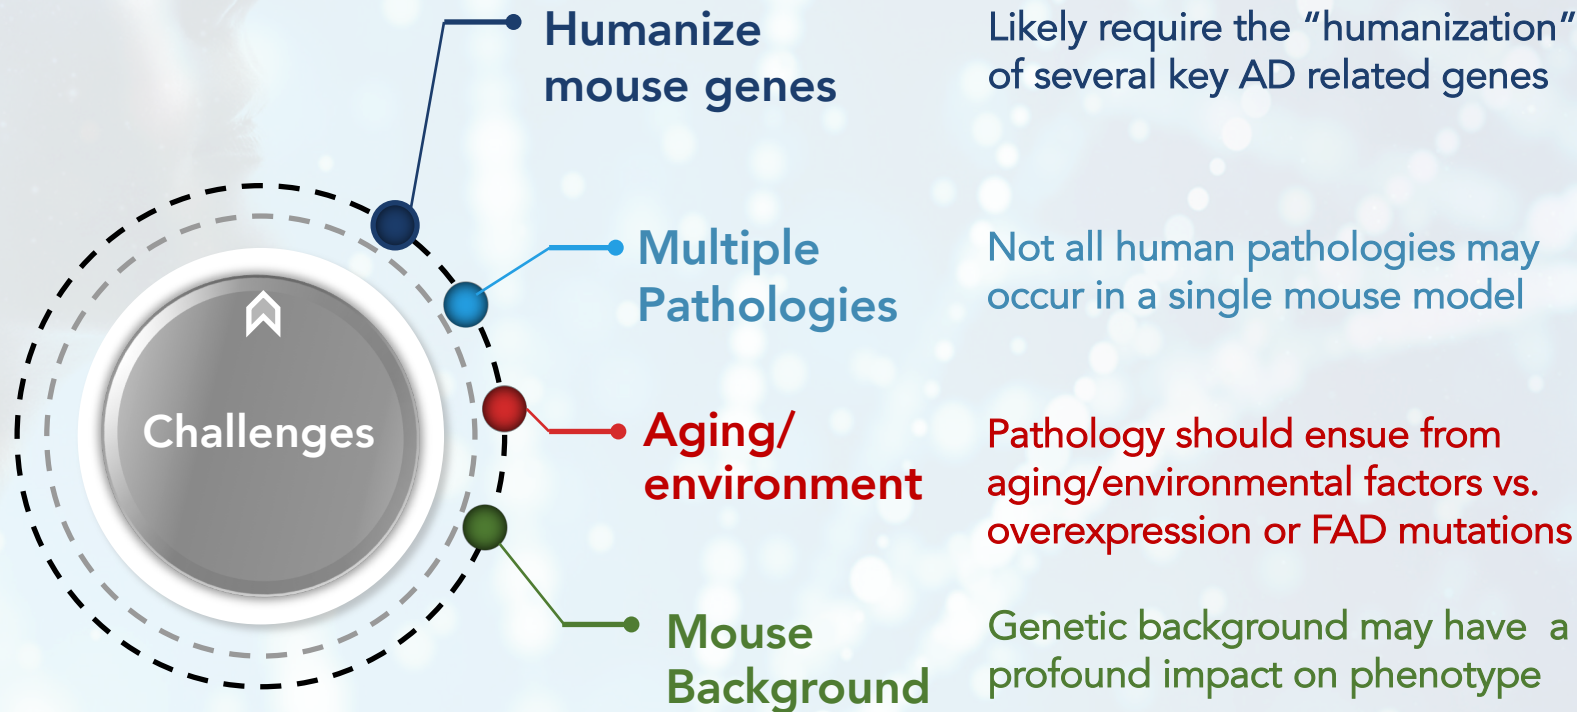 Challenges
Humanize
mouse genes
Likely require the “humanization”
of several key AD related genes
Multiple
Pathologies
Not all human pathologies may
occur in a single mouse model
Aging/
environment
Pathology should ensue from
aging/environmental factors vs.
overexpression or FAD mutations
Mouse
Background
Genetic background may have a
profound impact on phenotype